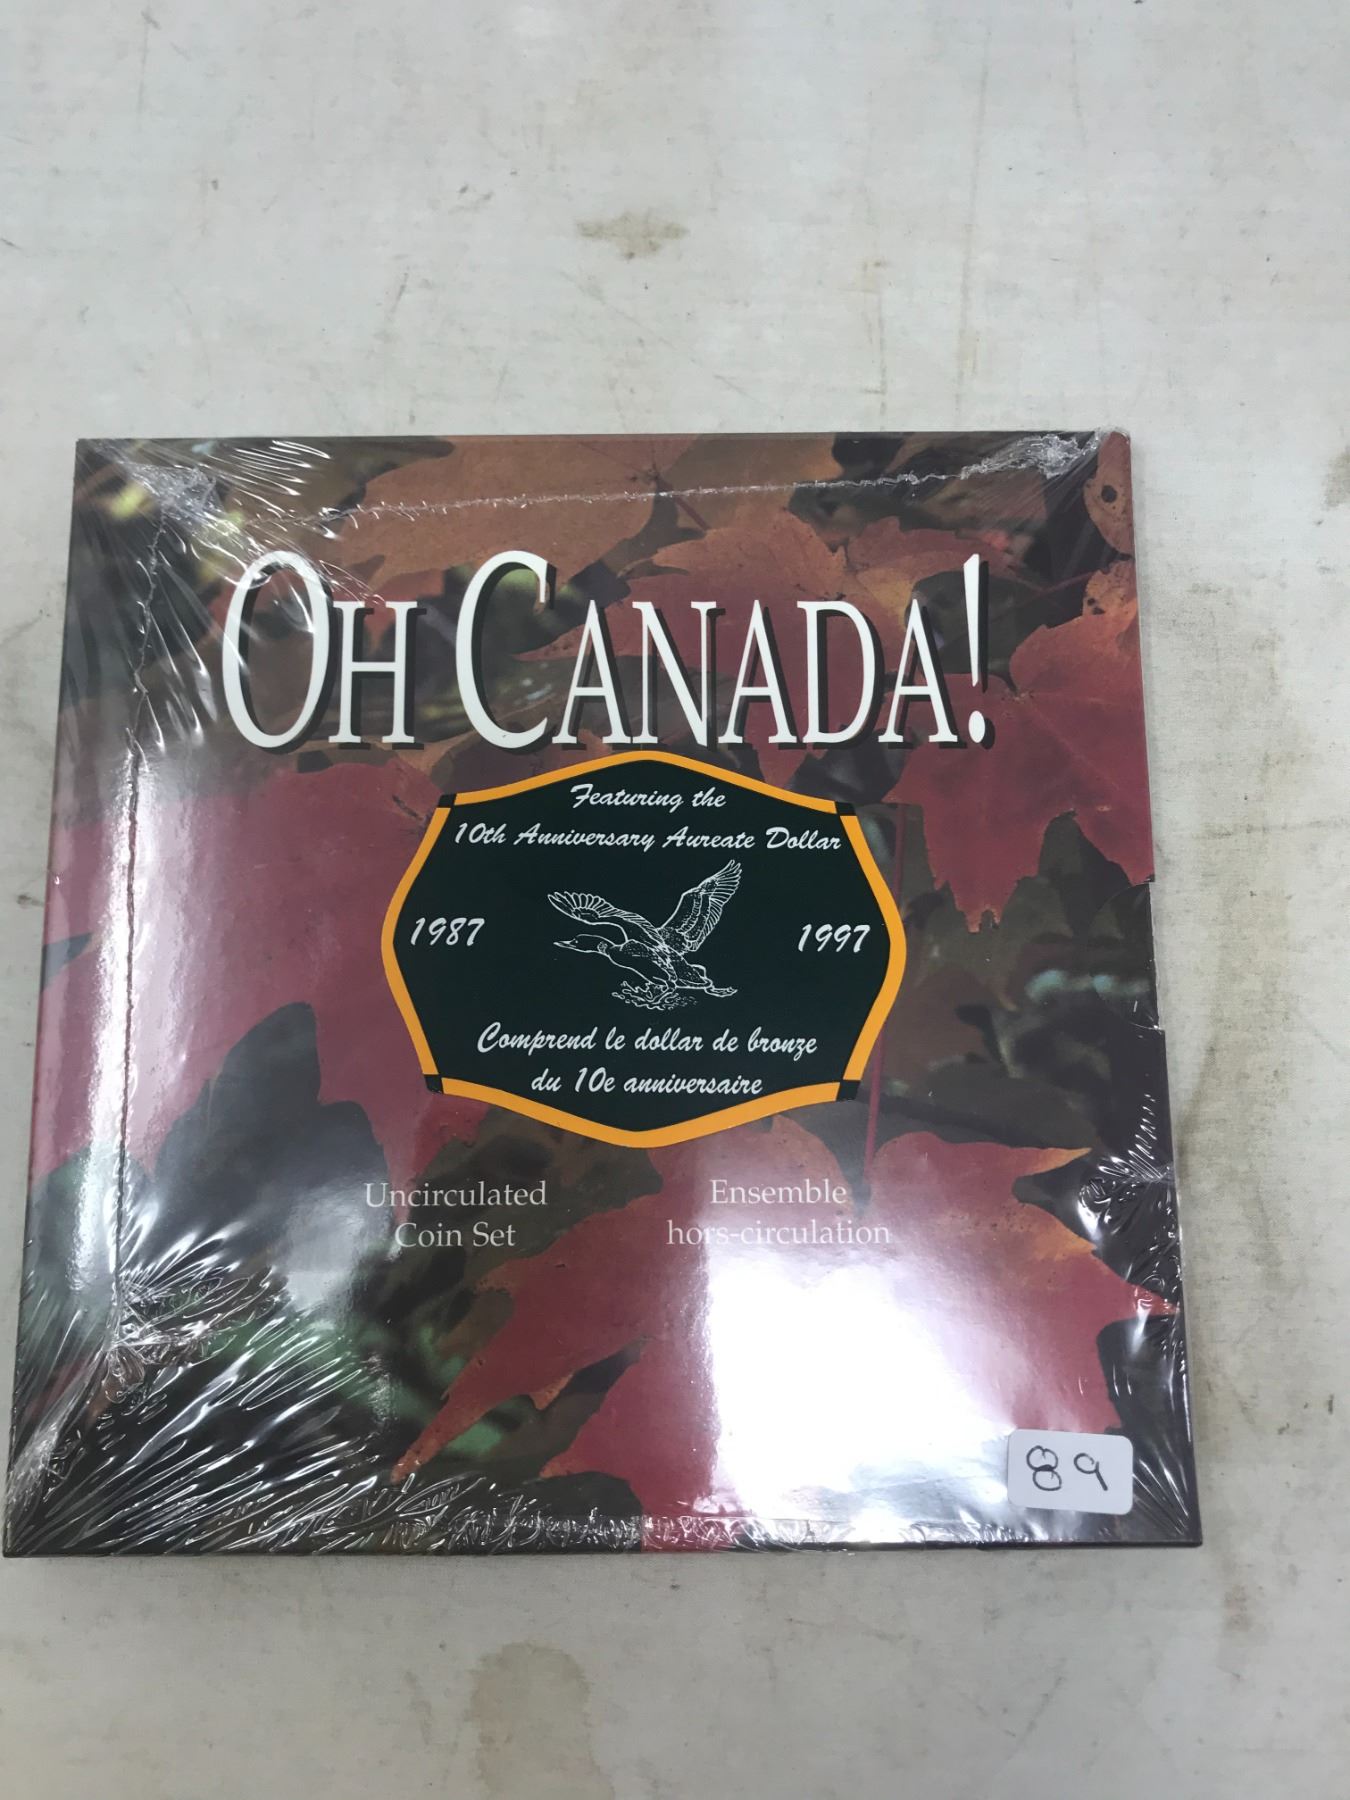 OH CANADA!
Featuring the
10th Anniversary Aureate Dollar
1987 1997
Comprend le dollar de bronze
du 10e anniversaire
Uncirculated
Coin Set
Ensemble
hors-circulation
89